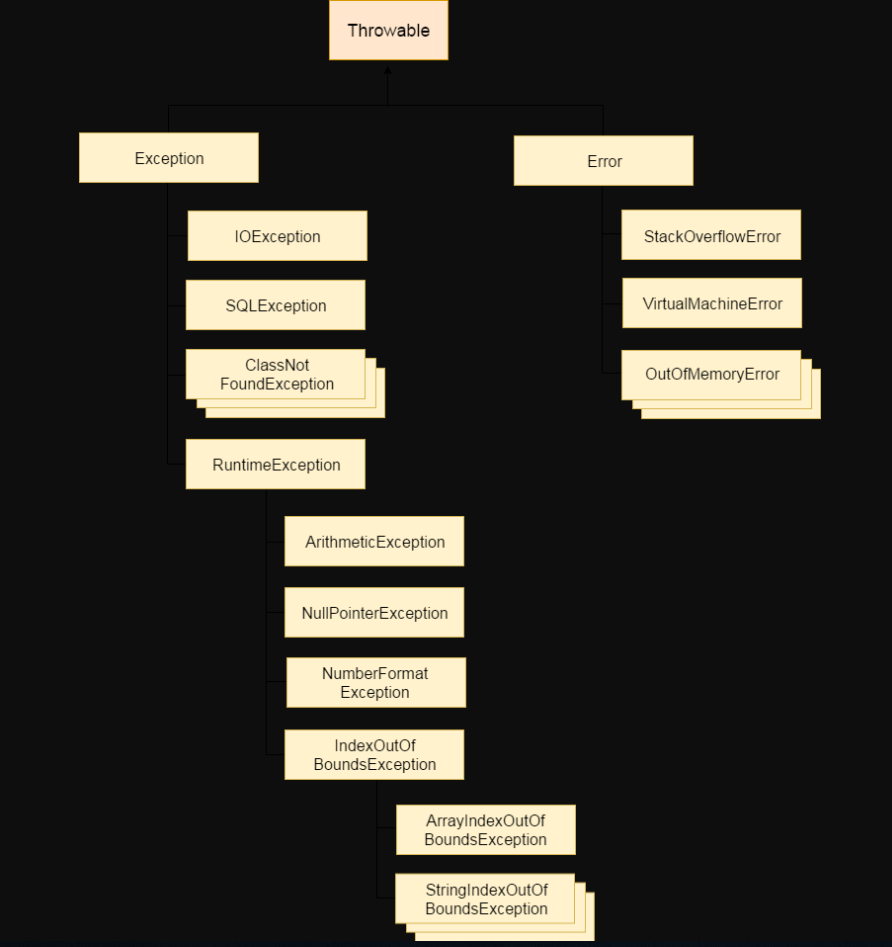 Throwable
Exception
Error
IOException
StackOverflowError
SQLException
VirtualMachineError
ClassNot
FoundException
OutOfMemoryError
RuntimeException
ArithmeticException
NullPointerException
NumberFormat
Exception
IndexOutOf
BoundsException
ArrayIndexOutOf
BoundsException
StringIndexOutOf
BoundsException